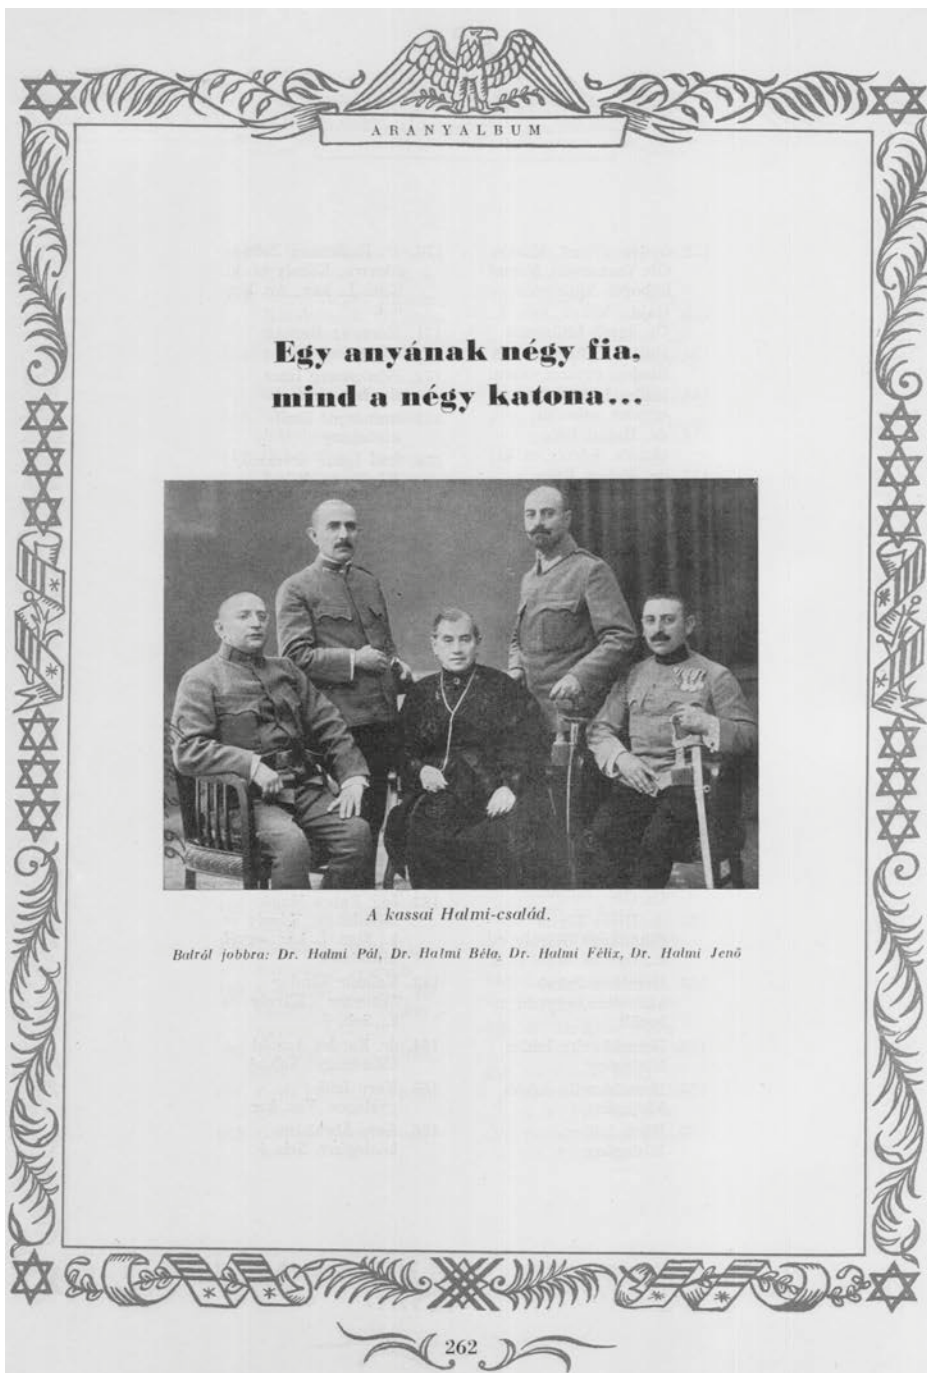 ARANYALBUM
Egy anyának négy fia,
mind a négy katona...
A kassai Halmi-család.
Balról jobbra: Dr. Halmi Pál, Dr. Halmi Béla, Dr. Halmi Félix, Dr. Halmi Jenő
262